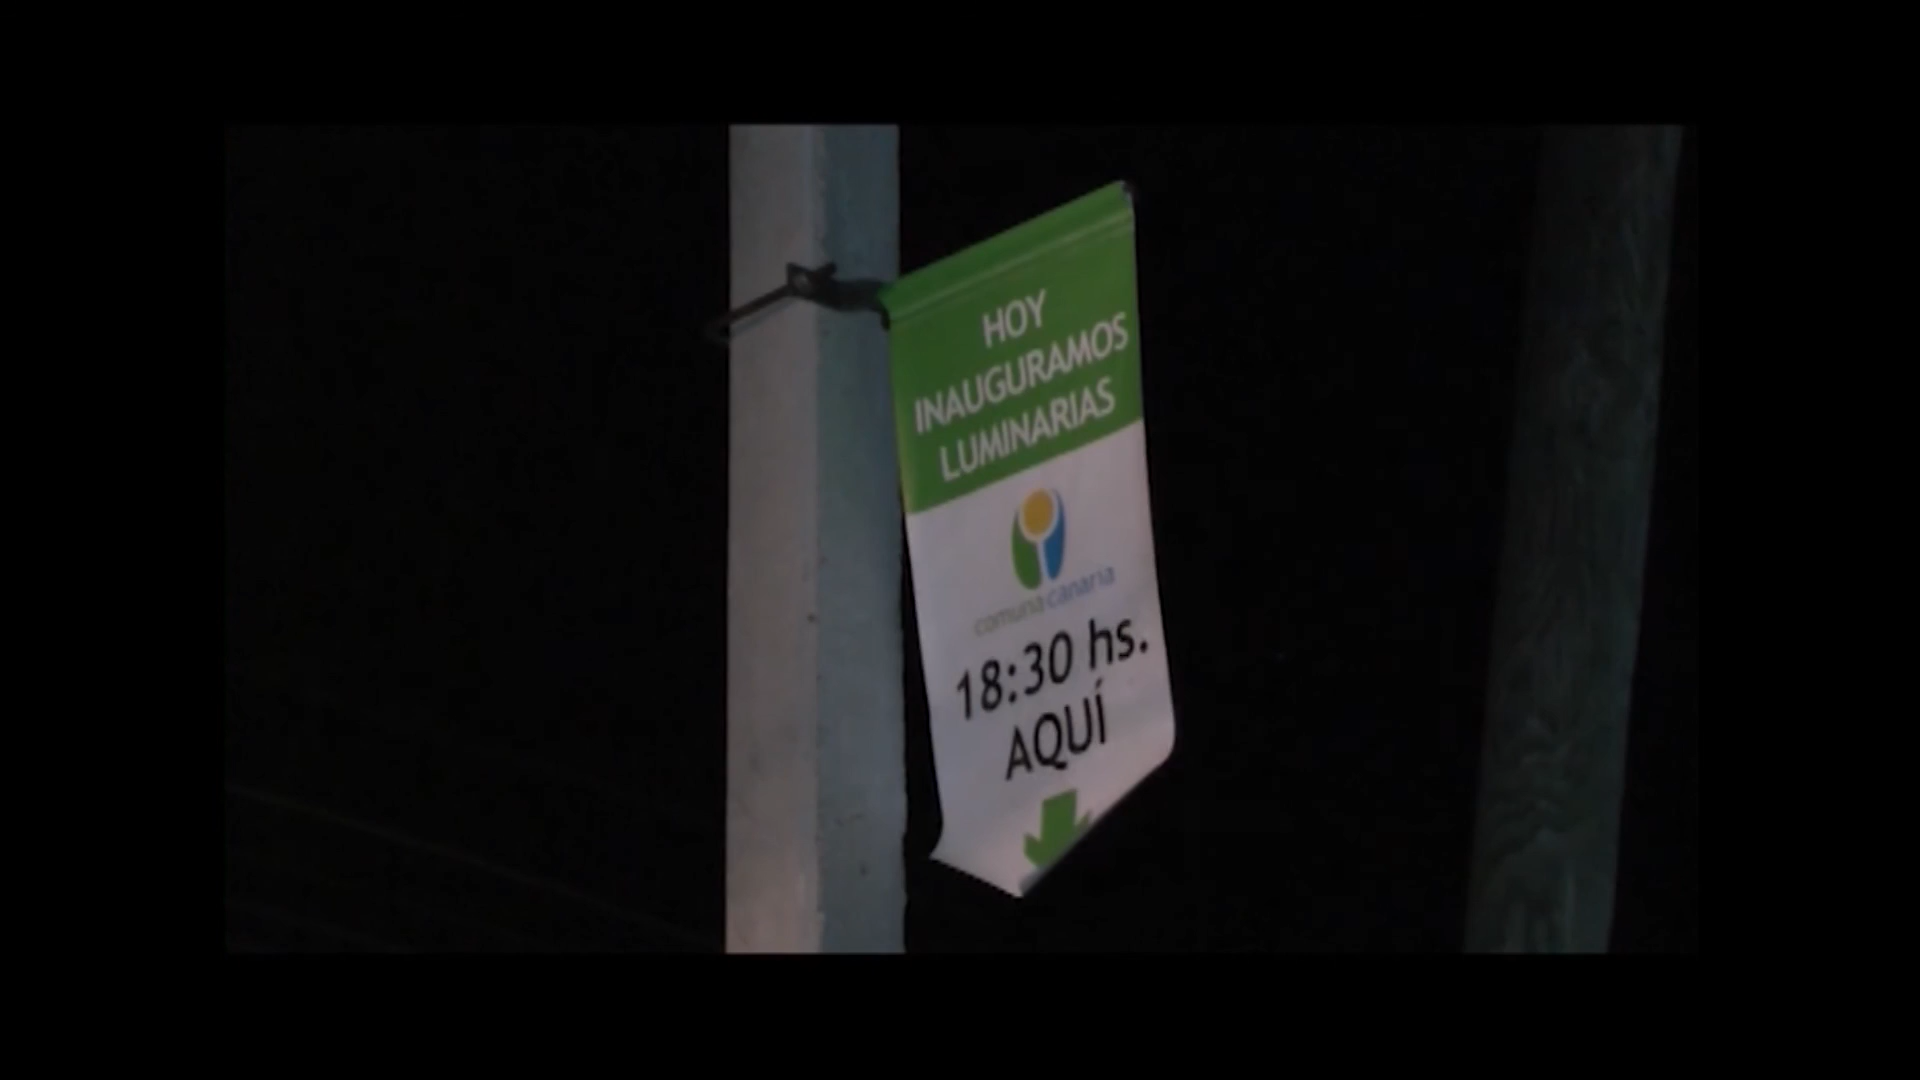 HOY
INAUGURAMOS
LUMINARIAS
comuna canaria
18:30 hs.
AQUÍ